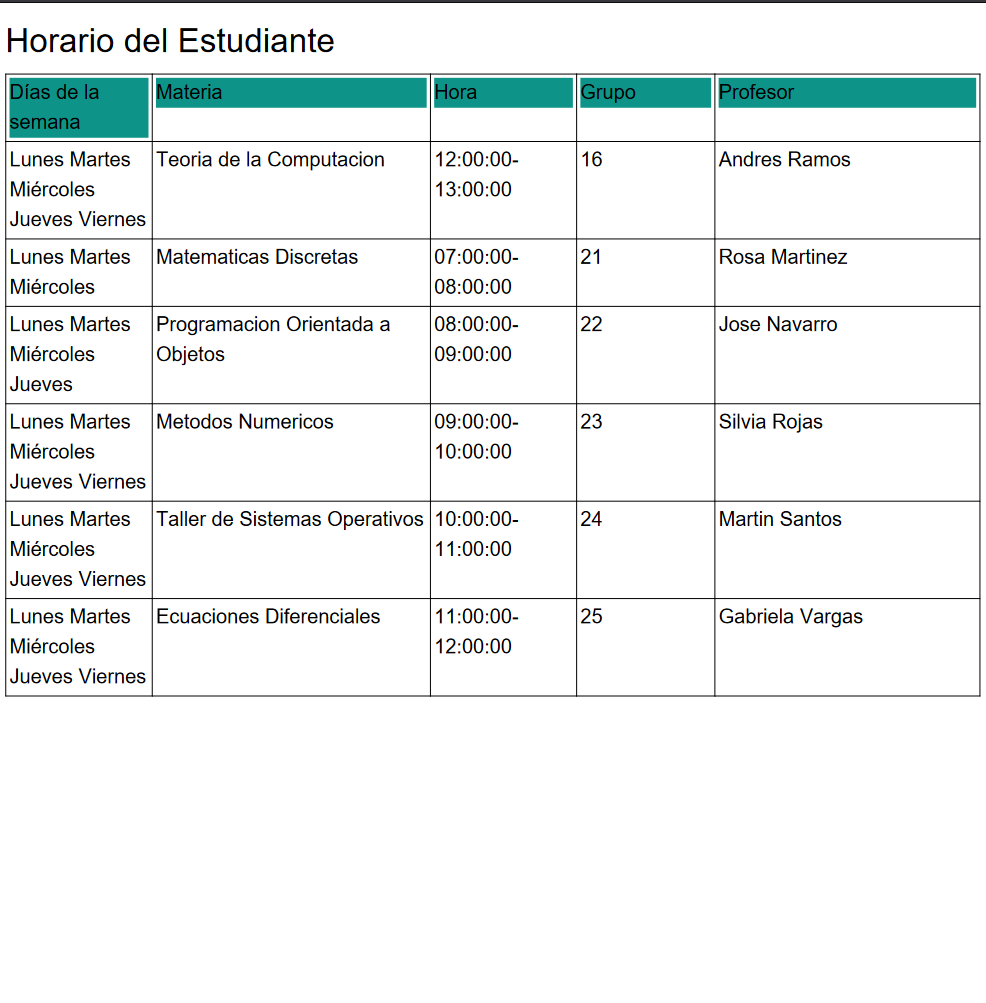 Horario del Estudiante
Días de la
semana
Materia
Hora
Grupo
Profesor
Lunes Martes
Miércoles
Jueves Viernes
Teoria de la Computacion
12:00:00-
13:00:00
16
Andres Ramos
Lunes Martes
Miércoles
Matematicas Discretas
07:00:00-
08:00:00
21
Rosa Martinez
Lunes Martes
Miércoles
Jueves
Programacion Orientada a
Objetos
08:00:00-
09:00:00
22
Jose Navarro
Lunes Martes
Miércoles
Jueves Viernes
Metodos Numericos
09:00:00-
10:00:00
23
Silvia Rojas
Lunes Martes
Miércoles
Jueves Viernes
Taller de Sistemas Operativos
10:00:00-
11:00:00
24
Martin Santos
Lunes Martes
Miércoles
Jueves Viernes
Ecuaciones Diferenciales
11:00:00-
12:00:00
25
Gabriela Vargas